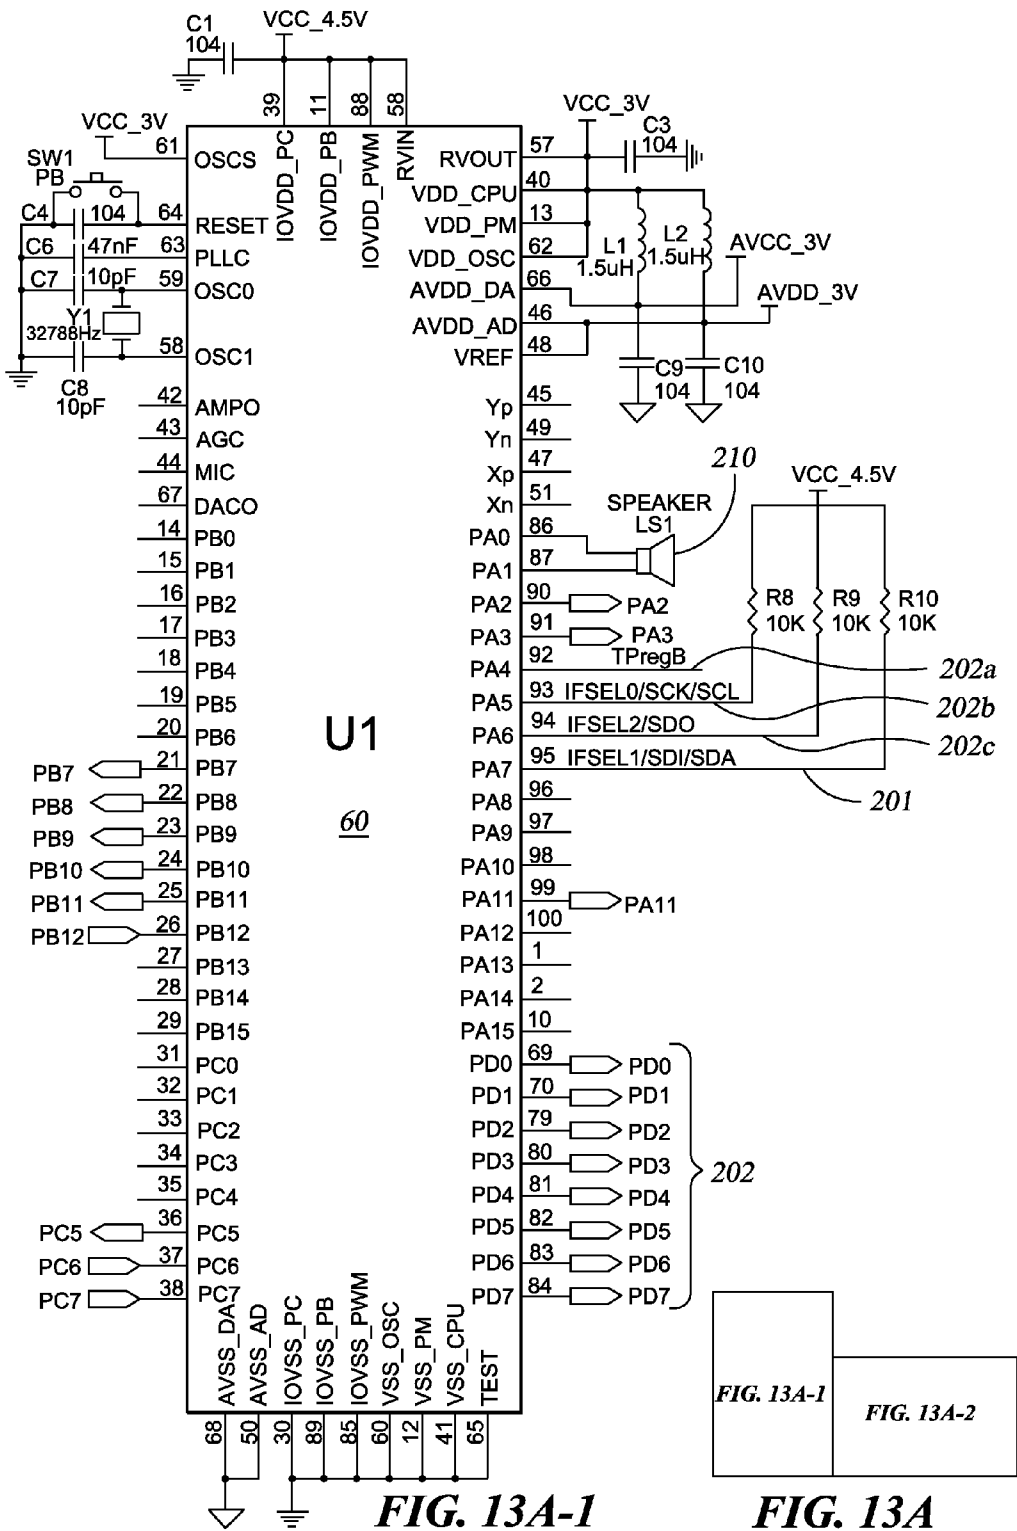 C1
104
VCC_4.5V
39
11
88
58
IOVDD_PC
IOVDD_PB
IOVDD_PWM
RVIN
VCC_3V
61
OSCS
SW1
PB
C4
104
64
RESET
C6
47nF
63
PLLC
C7
10pF
59
OSC0
Y1
32788Hz
58
OSC1
C8
10pF
42
AMPO
43
AGC
44
MIC
67
DACO
14
PB0
15
PB1
16
PB2
17
PB3
18
PB4
19
PB5
20
PB6
PB7
21
PB7
PB8
22
PB8
PB9
23
PB9
PB10
24
PB10
PB11
25
PB11
PB12
26
PB12
27
PB13
28
PB14
29
PB15
31
PC0
32
PC1
33
PC2
34
PC3
35
PC4
PC5
36
PC5
PC6
37
PC6
PC7
38
PC7
U1
60
VCC_3V
C3
104
RVOUT
57
VDD_CPU
40
VDD_PM
13
VDD_OSC
62
L1
1.5uH
L2
1.5uH
AVCC_3V
AVDD_DA
66
AVDD_3V
AVDD_AD
46
VREF
48
C9
104
C10
104
Yp
45
Yn
49
Xp
47
Xn
51
210
SPEAKER
LS1
VCC_4.5V
PA0
86
PA1
87
PA2
90
PA2
PA3
91
PA3
R8
10K
R9
10K
R10
10K
PA4
92
TPregB
202a
PA5
93
IFSEL0/SCK/SCL
202b
PA6
94
IFSEL2/SDO
202c
PA7
95
IFSEL1/SDI/SDA
201
PA8
96
PA9
97
PA10
98
PA11
99
PA11
PA12
100
PA13
1
PA14
2
PA15
10
PD0
69
PD0
PD1
70
PD1
PD2
79
PD2
PD3
80
PD3
PD4
81
PD4
PD5
82
PD5
PD6
83
PD6
PD7
84
PD7
202
AVSS_DA
AVSS_AD
IOVSS_PC
IOVSS_PB
IOVSS_PWM
VSS_OSC
VSS_PM
VSS_CPU
TEST
68
50
30
89
85
60
12
41
65
FIG. 13A-1
FIG. 13A-2
FIG. 13A-1
FIG. 13A